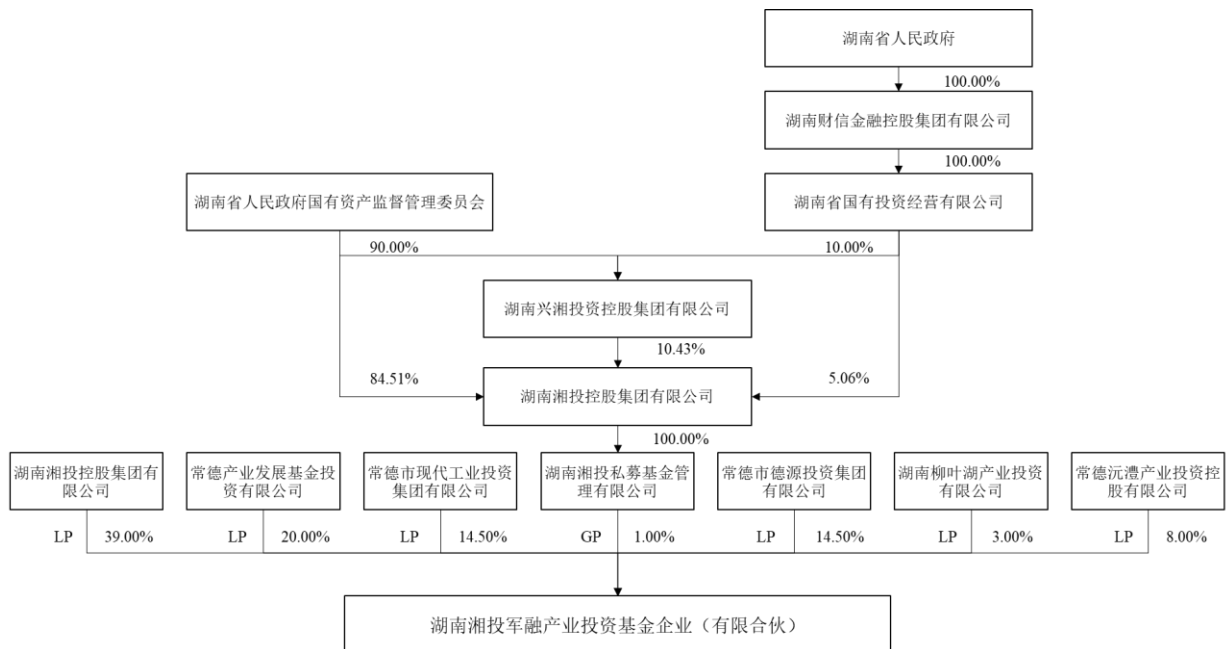 湖南省人民政府
100.00%
湖南财信金融控股集团有限公司
100.00%
湖南省人民政府国有资产监督管理委员会
湖南省国有投资经营有限公司
90.00%
10.00%
湖南兴湘投资控股集团有限公司
10.43%
84.51%
湖南湘投控股集团有限公司
5.06%
100.00%
湖南湘投控股集团有
限公司
常德产业发展基金投
资有限公司
常德市现代工业投资
集团有限公司
湖南湘投私募基金管
理有限公司
常德市德源投资集团
有限公司
湖南柳叶湖产业投资
有限公司
常德沅澧产业投资控
股有限公司
LP 39.00%
LP 20.00%
LP 14.50%
GP 1.00%
LP 14.50%
LP 3.00%
LP 8.00%
湖南湘投军融产业投资基金企业（有限合伙）